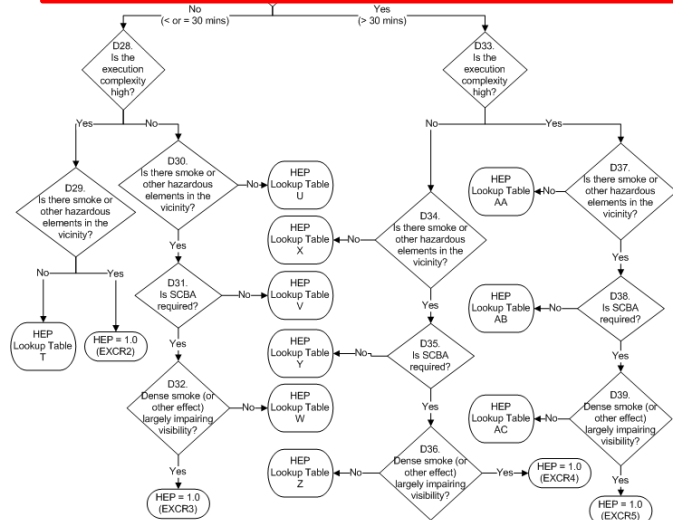 No
(< or = 30 mins)
Yes
(> 30 mins)
D28.
Is the
execution
complexity
high?
D33.
Is the
execution
complexity
high?
Yes
No
No
Yes
D29.
Is there smoke or
other hazardous
elements in the
vicinity?
D30.
Is there smoke or
other hazardous
elements in the
vicinity?
No
HEP
Lookup Table
U
D34.
Is there smoke or
other hazardous
elements in the
vicinity?
No
HEP
Lookup Table
X
D37.
Is there smoke or
other hazardous
elements in the
vicinity?
No
HEP
Lookup Table
AA
No
Yes
Yes
Yes
Yes
HEP
Lookup Table
T
HEP = 1.0
(EXCR2)
D31.
Is SCBA
required?
No
HEP
Lookup Table
V
D35.
Is SCBA
required?
No
HEP
Lookup Table
Y
D38.
Is SCBA
required?
No
HEP
Lookup Table
AB
Yes
Yes
Yes
D32.
Dense smoke (or
other effect)
largely impairing
visibility?
No
HEP
Lookup Table
W
D36.
Dense smoke (or
other effect)
largely impairing
visibility?
No
HEP
Lookup Table
Z
Yes
HEP = 1.0
(EXCR4)
D39.
Dense smoke (or
other effect)
largely impairing
visibility?
No
HEP
Lookup Table
AC
Yes
HEP = 1.0
(EXCR3)
Yes
HEP = 1.0
(EXCR5)